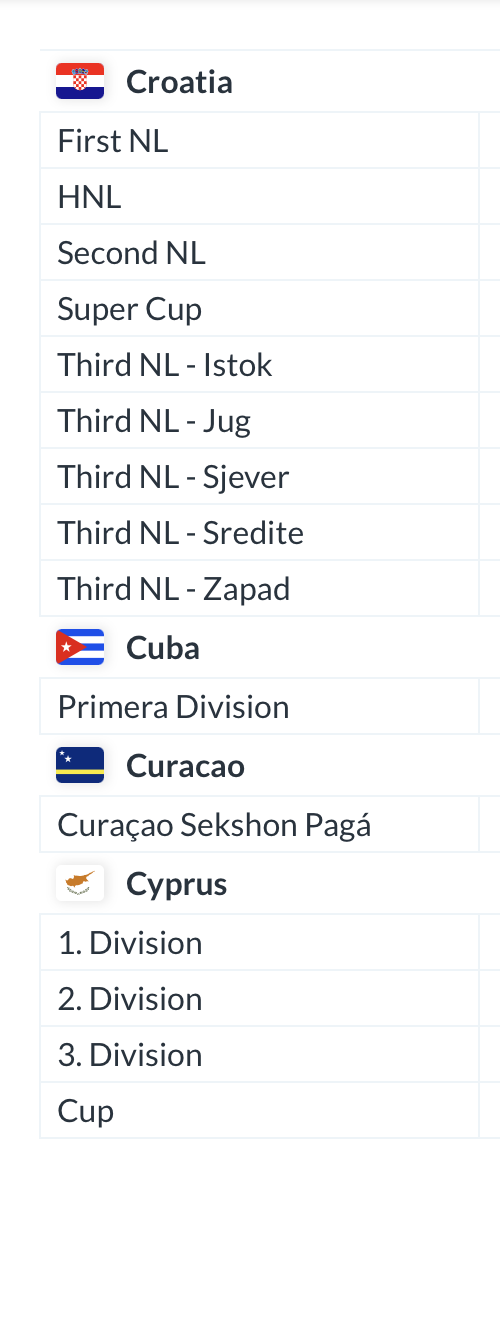 Croatia
First NL
HNL
Second NL
Super Cup
Third NL - Istok
Third NL - Jug
Third NL - Sjever
Third NL - Sredite
Third NL - Zapad
Cuba
Primera Division
Curacao
Curaçao Sekshon Pagá
Cyprus
1. Division
2. Division
3. Division
Cup